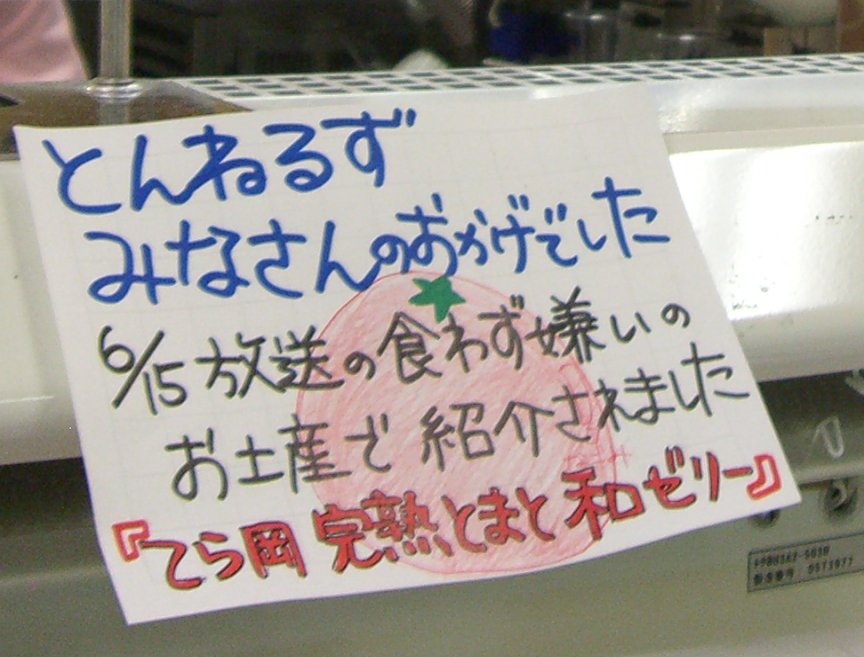 とんねるず
みなさんのおかげでした
6/15 放送の食わず嫌いの
お土産で紹介されました
『てら岡 完熟とまと和ゼリー』